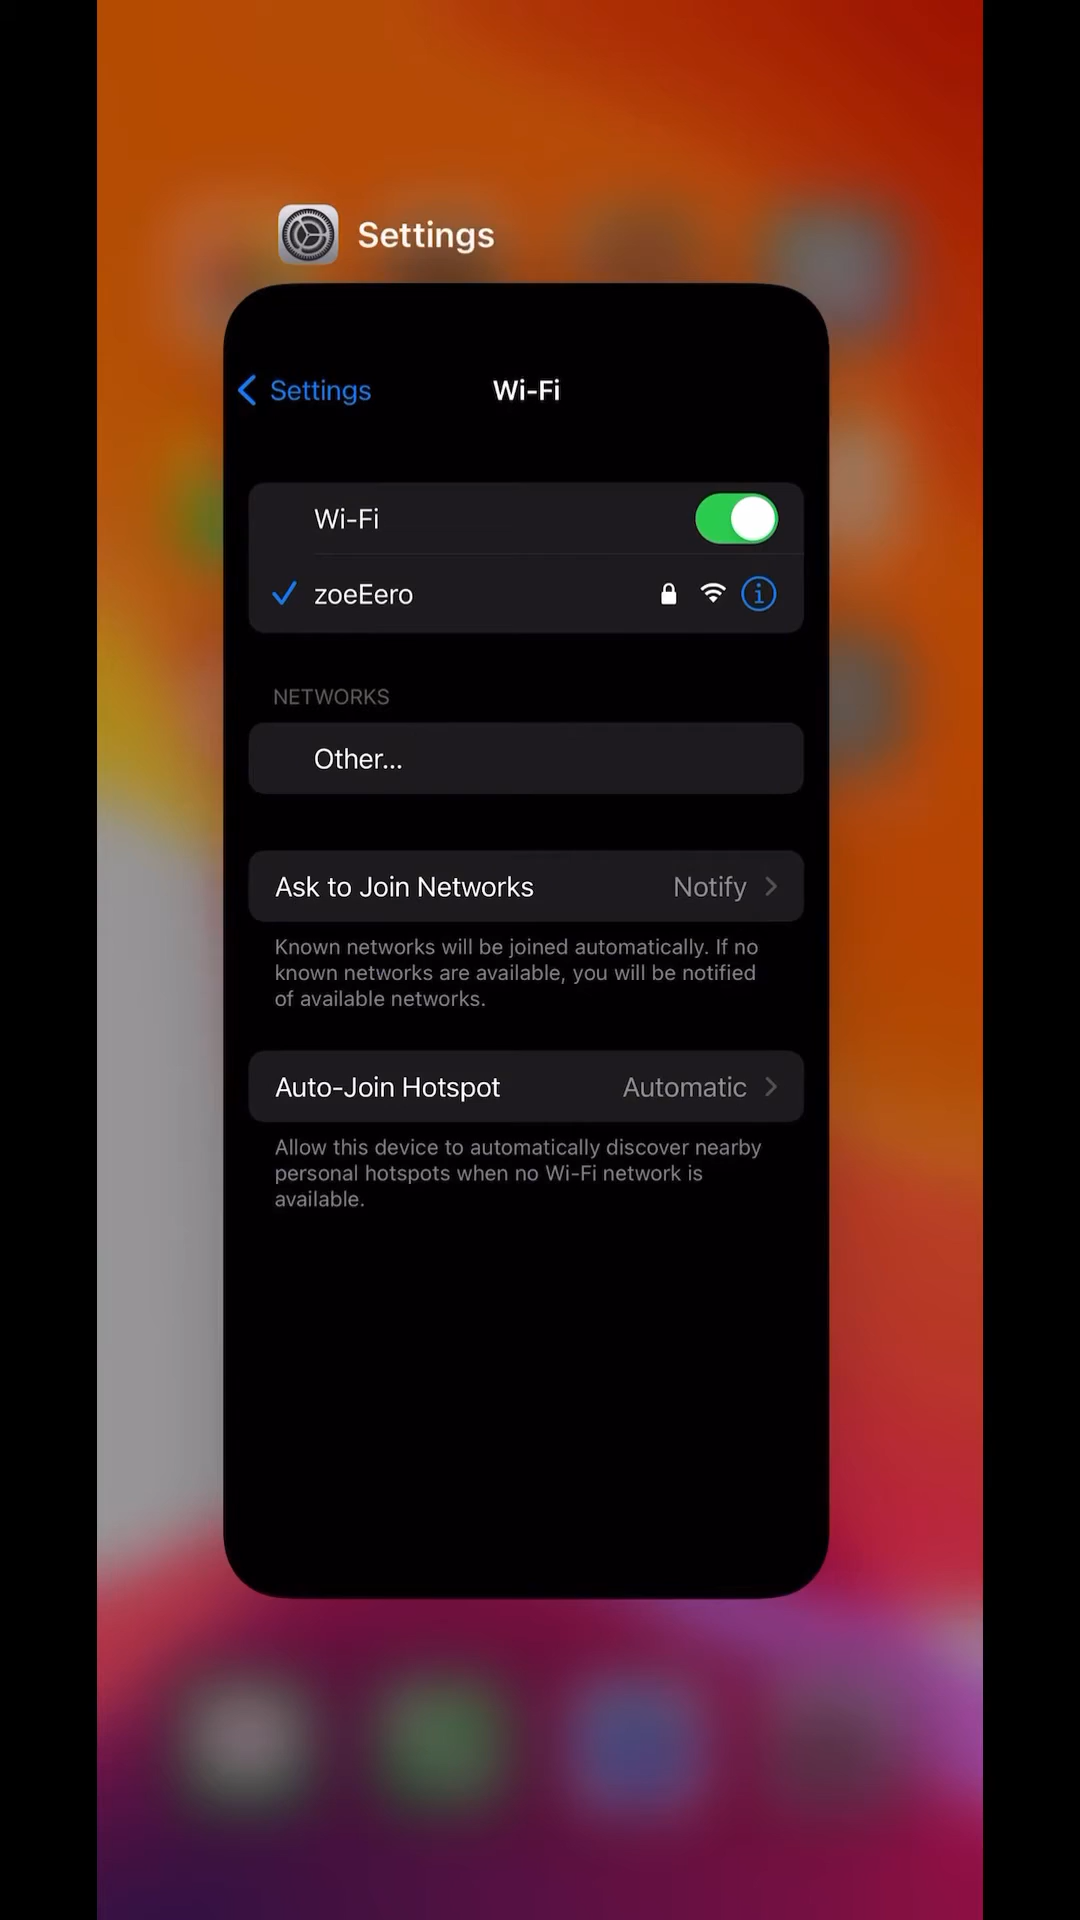 Settings
Settings
Wi-Fi
Wi-Fi
zoeEero
NETWORKS
Other...
Ask to Join Networks Notify
Known networks will be joined automatically. If no
known networks are available, you will be notified
of available networks.
Auto-Join Hotspot Automatic
Allow this device to automatically discover nearby
personal hotspots when no Wi-Fi network is
available.